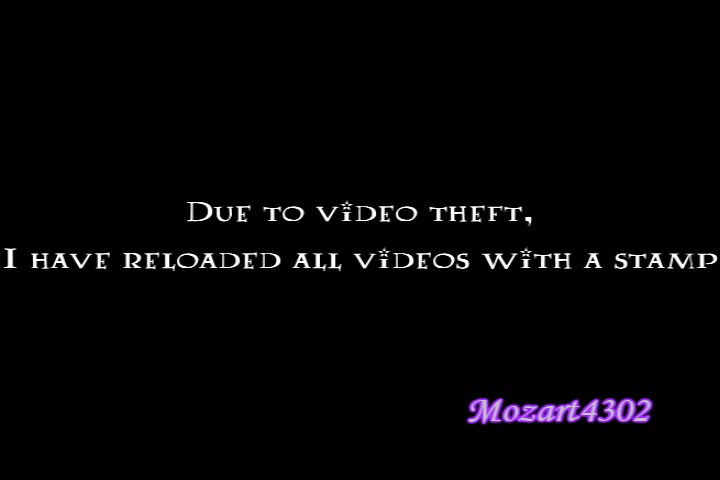 Due to video theft,
I have reloaded all videos with a stamp
Mozart4302